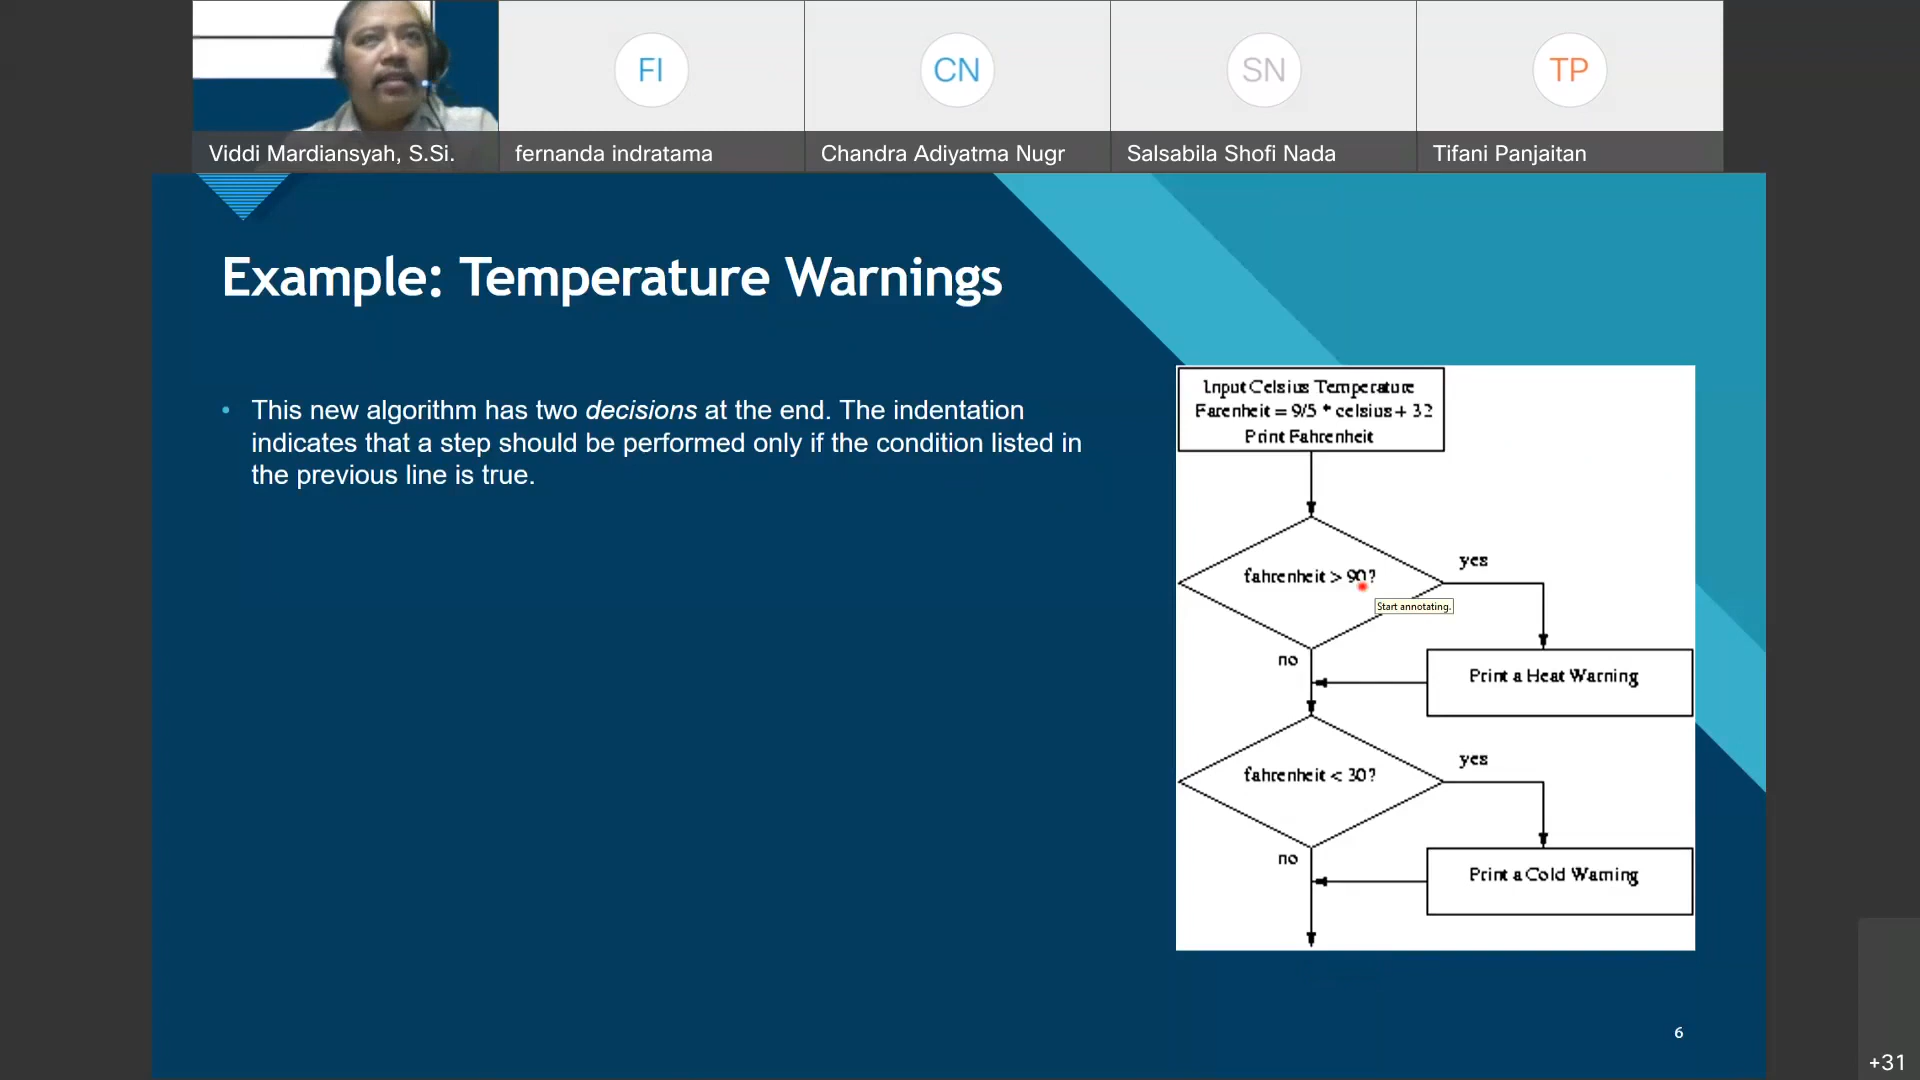 FI
CN
SN
TP
Viddi Mardiansyah, S.Si.
fernanda indratama
Chandra Adiyatma Nugr
Salsabila Shofi Nada
Tifani Panjaitan
Example: Temperature Warnings
• This new algorithm has two decisions at the end. The indentation
indicates that a step should be performed only if the condition listed in
the previous line is true.
Input Celsius Temperature
Farenheit = 9/5 * celsius + 32
Print Fahrenheit
fahrenheit > 90?
yes
Start annotating.
no
Print a Heat Warning
fahrenheit < 30?
yes
no
Print a Cold Warning
6
+31